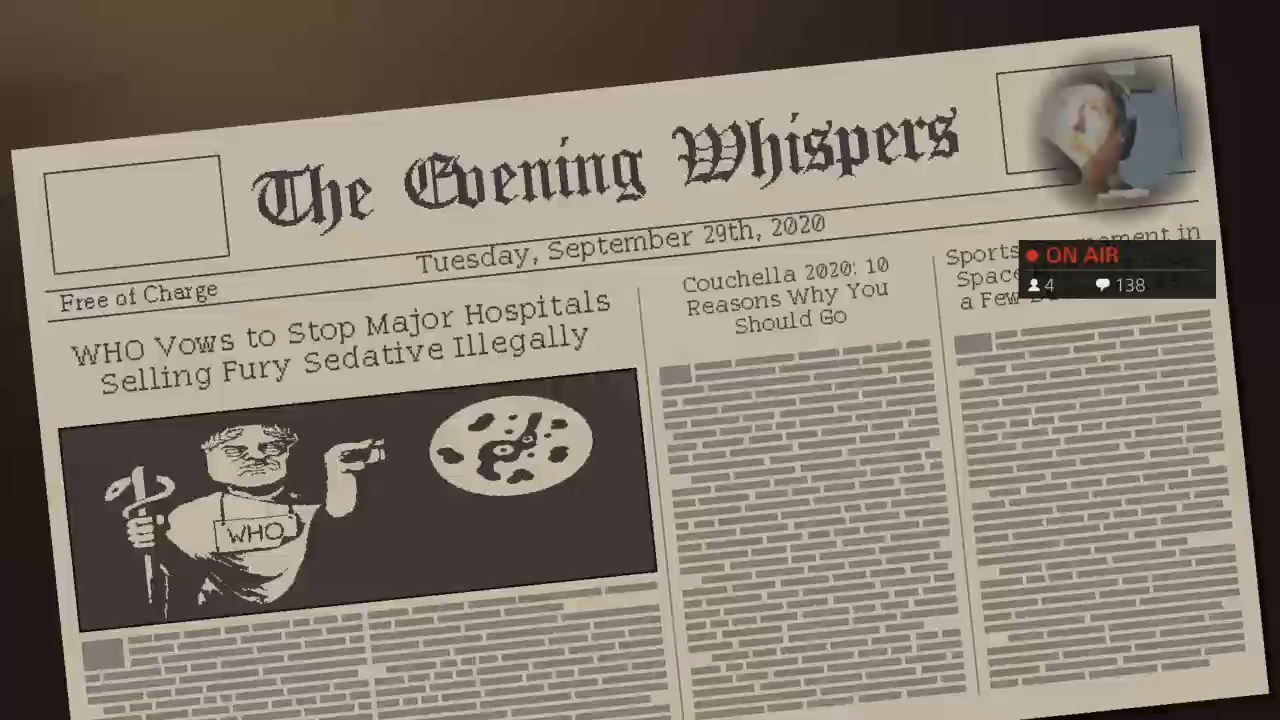 The Evening Whispers
Tuesday, September 29th, 2020
Free of Charge
WHO Vows to Stop Major Hospitals
Selling Fury Sedative Illegally
WHO
Couchella 2020: 10
Reasons Why You
Should Go
Sports
in
Space
a Few
ON AIR
4 138